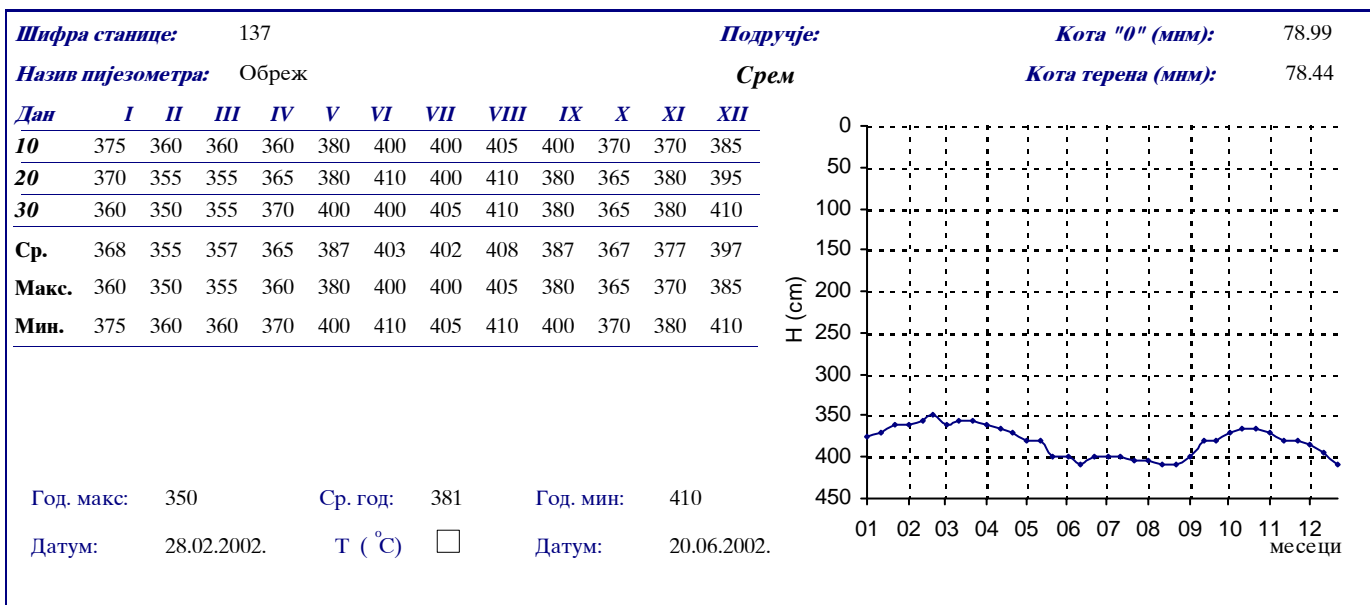 Шифра станице: 137 Подручје: Кота "0" (мнм): 78.99
Назив пијезометра: Обреж Срем Кота терена (мнм): 78.44
Дан I II III IV V VI VII VIII IX X XI XII
10 375 360 360 360 380 400 400 405 400 370 370 385
20 370 355 355 365 380 410 400 410 380 365 380 395
30 360 350 355 370 400 400 405 410 380 365 380 410
Ср. 368 355 357 365 387 403 402 408 387 367 377 397
Макс. 360 350 355 360 380 400 400 405 380 365 370 385
Мин. 375 360 360 370 400 410 405 410 400 370 380 410
0
50
100
150
200
250
300
350
400
450
H (cm)
01 02 03 04 05 06 07 08 09 10 11 12
месеци
Год. макс: 350 Ср. год: 381 Год. мин: 410
Датум: 28.02.2002. T ( °C) Датум: 20.06.2002.